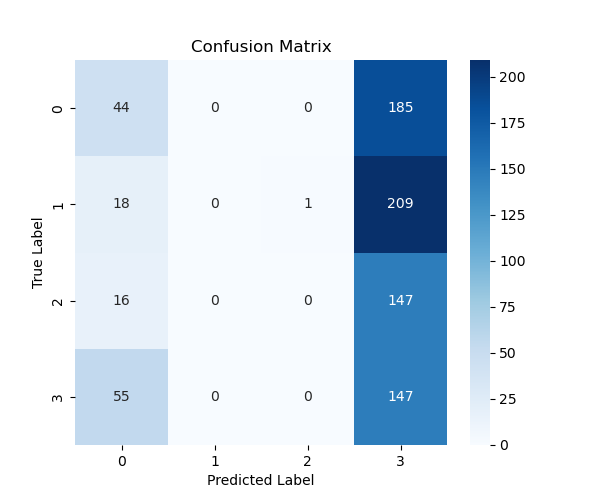 Confusion Matrix
True Label
0 44 0 0 185
1 18 0 1 209
2 16 0 0 147
3 55 0 0 147
0 1 2 3
Predicted Label
200
175
150
125
100
75
50
25
0